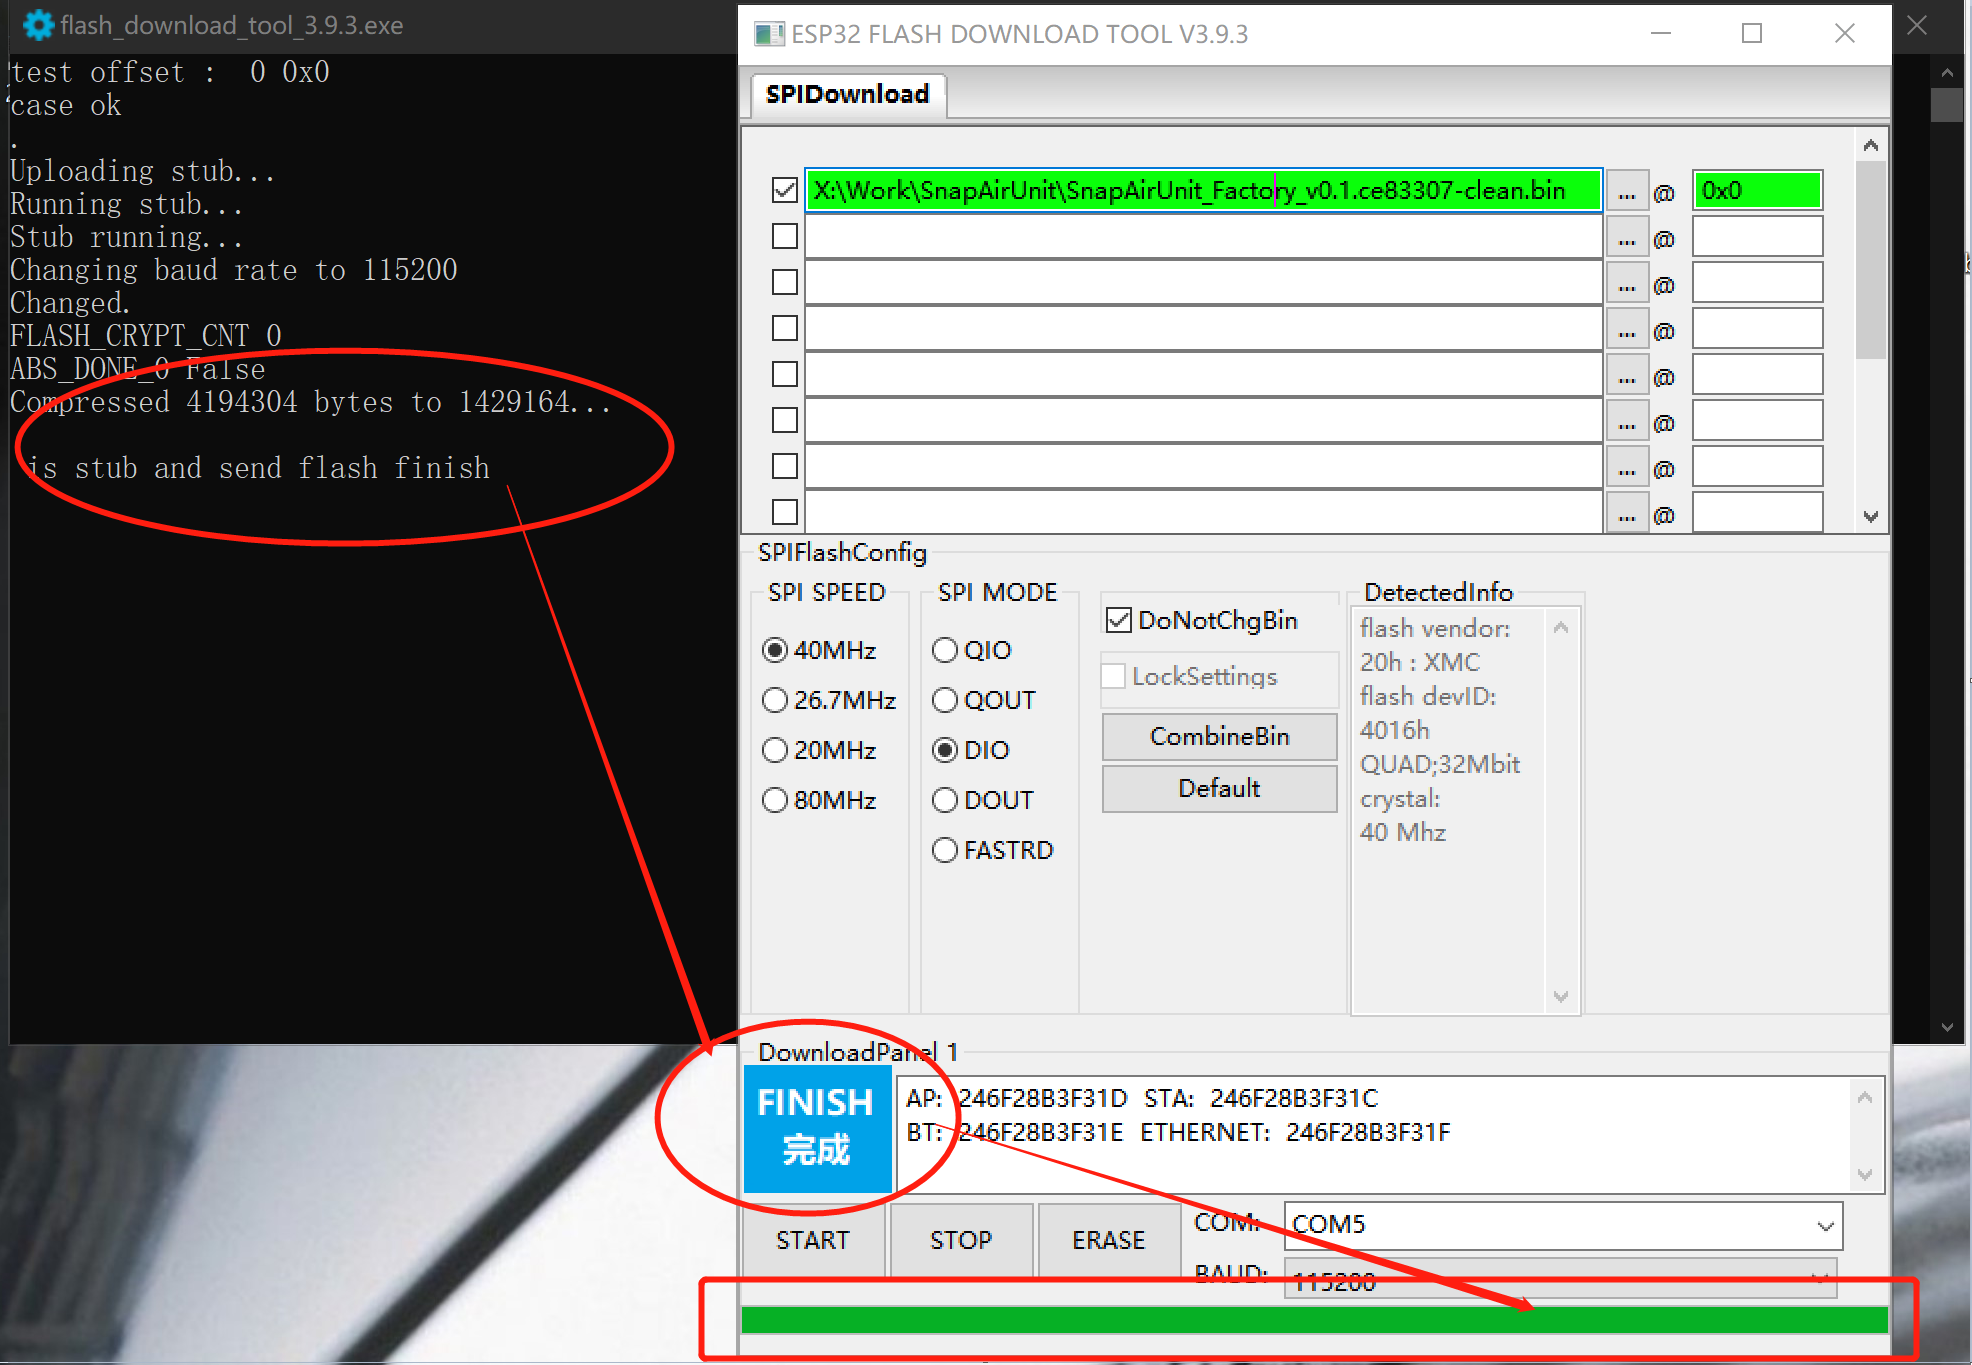 flash_download_tool_3.9.3.exe
test offset :  0 0x0
case ok
.
Uploading stub...
Running stub...
Stub running...
Changing baud rate to 115200
Changed.
FLASH_CRYPT_CNT 0
ABS_DONE_0 False
Compressed 4194304 bytes to 1429164...
is stub and send flash finish
ESP32 FLASH DOWNLOAD TOOL V3.9.3
SPIDownload
X:\Work\SnapAirUnit\SnapAirUnit_Factory_v0.1.ce83307-clean.bin ... @ 0x0
... @
... @
... @
... @
... @
... @
... @
SPIFlashConfig
SPI SPEED
40MHz
26.7MHz
20MHz
80MHz
SPI MODE
QIO
QOUT
DIO
DOUT
FASTRD
DoNotChgBin
LockSettings
CombineBin
Default
DetectedInfo
flash vendor:
20h : XMC
flash devID:
4016h
QUAD;32Mbit
crystal:
40 Mhz
DownloadPanel 1
FINISH
完成
AP:  246F28B3F31D  STA:  246F28B3F31C
BT:  246F28B3F31E  ETHERNET:  246F28B3F31F
START STOP ERASE
COM: COM5
BAUD: 115200